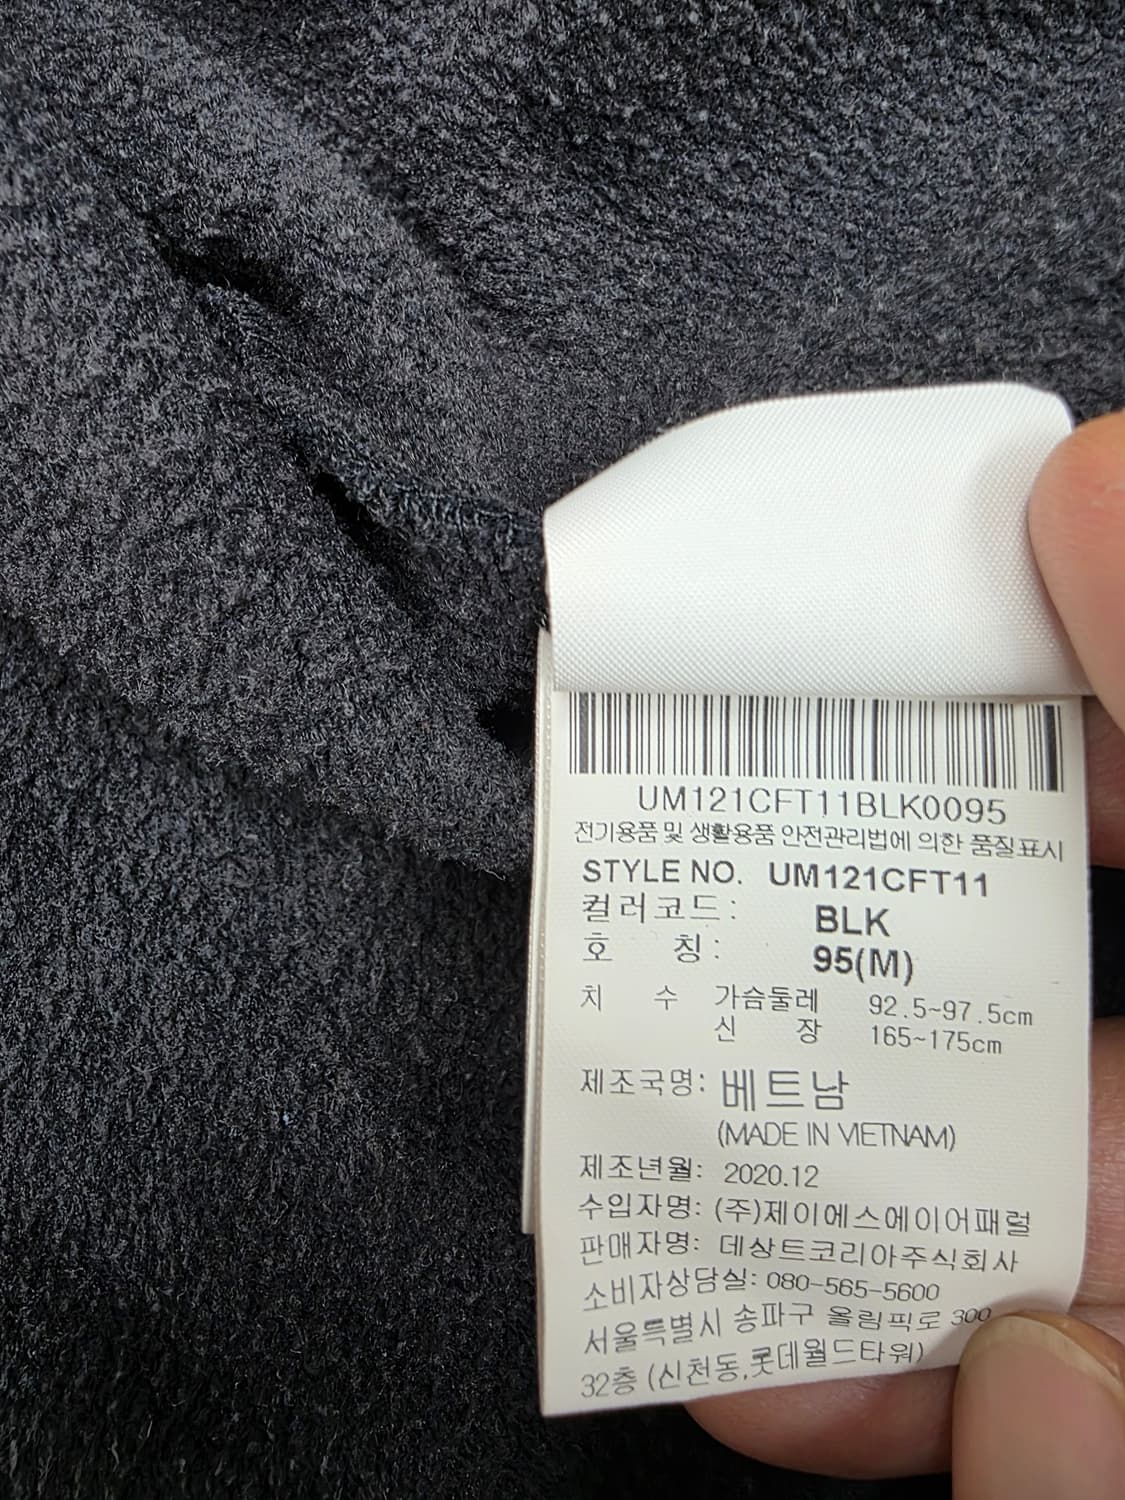 UM121CFT11BLK0095
전기용품 및 생활용품 안전관리법에 의한 품질표시
STYLE NO. UM121CFT11
컬러코드: BLK
호 칭: 95(M)
치 수 가슴둘레 92.5~97.5cm
신 장 165~175cm
제조국명: 베트남
(MADE IN VIETNAM)
제조년월: 2020.12
수입자명: (주)제이에스에이어패럴
판매자명: 데상트코리아주식회사
소비자상담실: 080-565-5600
서울특별시 송파구 올림픽로 300
32층 (신천동,롯데월드타워)